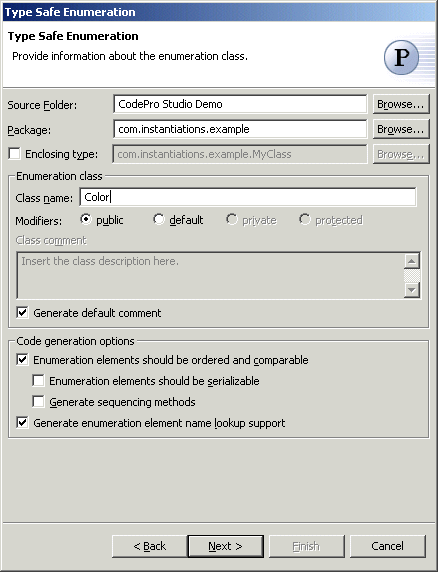 Type Safe Enumeration
Type Safe Enumeration
Provide information about the enumeration class.
P
Source Folder: CodePro Studio Demo Browse...
Package: com.instantiations.example Browse...
Enclosing type: com.instantiations.example.MyClass Browse...
Enumeration class
Class name: Color
Modifiers: public default private protected
Class comment
Insert the class description here.
Generate default comment
Code generation options
Enumeration elements should be ordered and comparable
Enumeration elements should be serializable
Generate sequencing methods
Generate enumeration element name lookup support
< Back Next > Finish Cancel